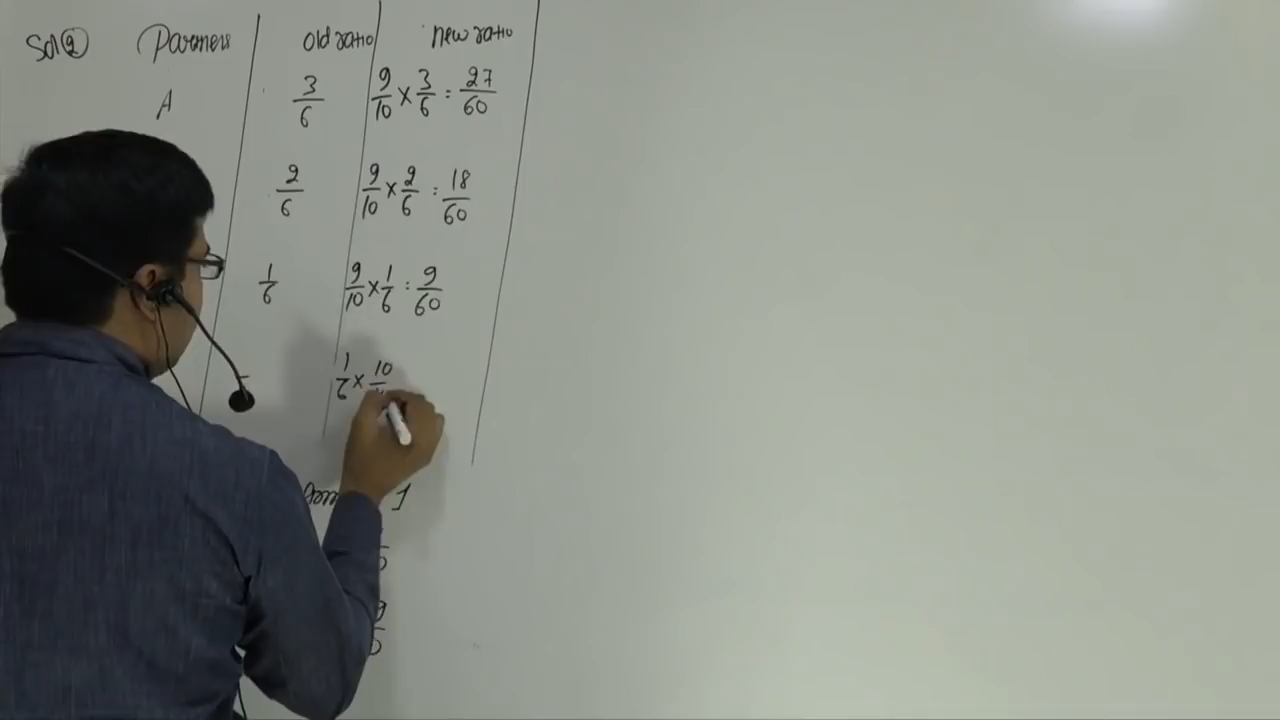 Sol ② Partners old ratio new ratio
A 3/6 9/10 × 3/6 = 27/60
2/6 9/10 × 2/6 = 18/60
1/6 9/10 × 1/6 = 9/60
× 10
1